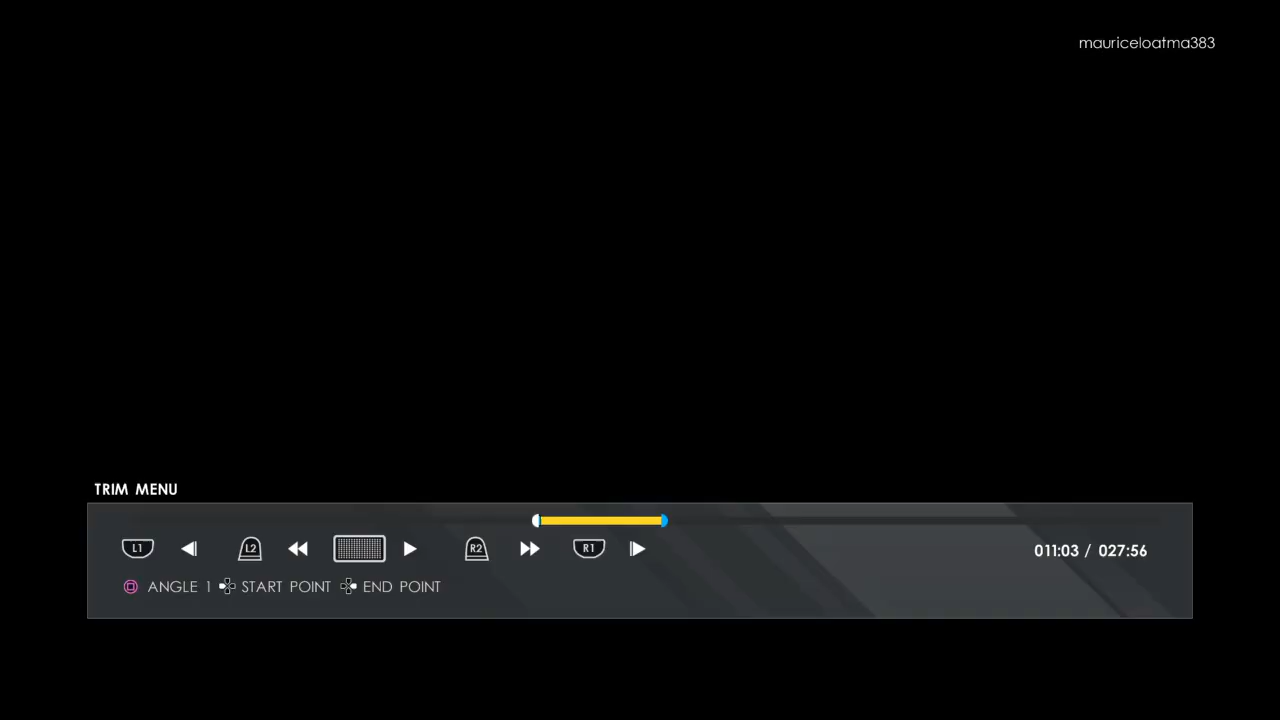 mauriceloatma383
TRIM MENU
L1 L2 R2 R1
011:03 / 027:56
ANGLE 1 START POINT END POINT